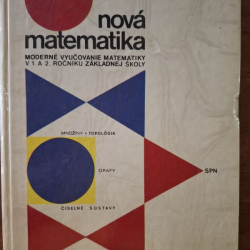 nová
matematika
MODERNÉ VYUČOVANIE MATEMATIKY
V 1. A 2. ROČNÍKU ZÁKLADNEJ ŠKOLY
MNOŽINY • TOPOLÓGIA
GRAFY
SPN
ČÍSELNÉ SÚSTAVY